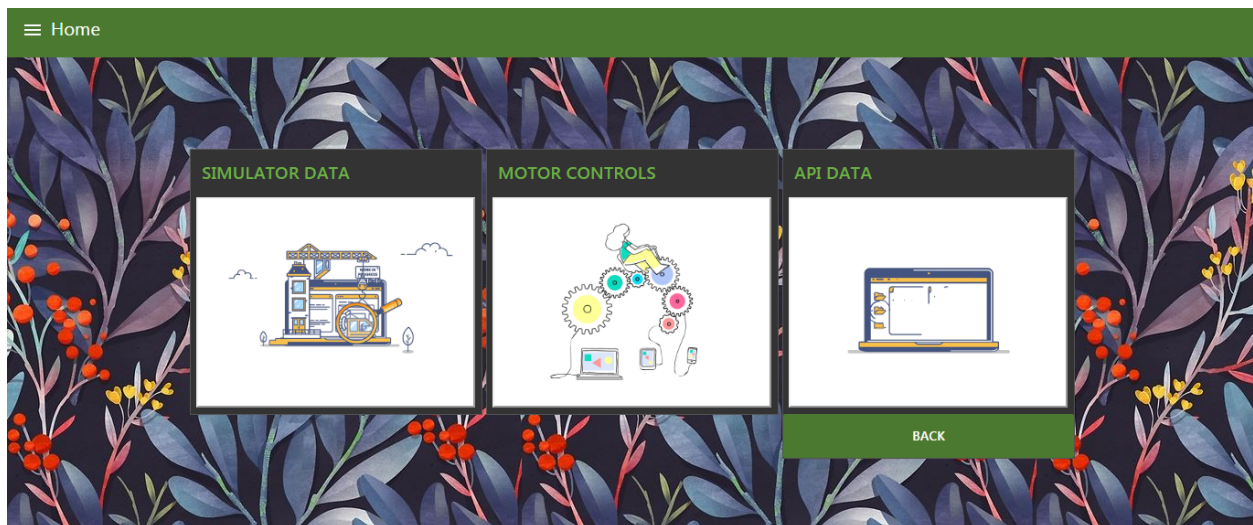 Home
SIMULATOR DATA
MOTOR CONTROLS
API DATA
BACK